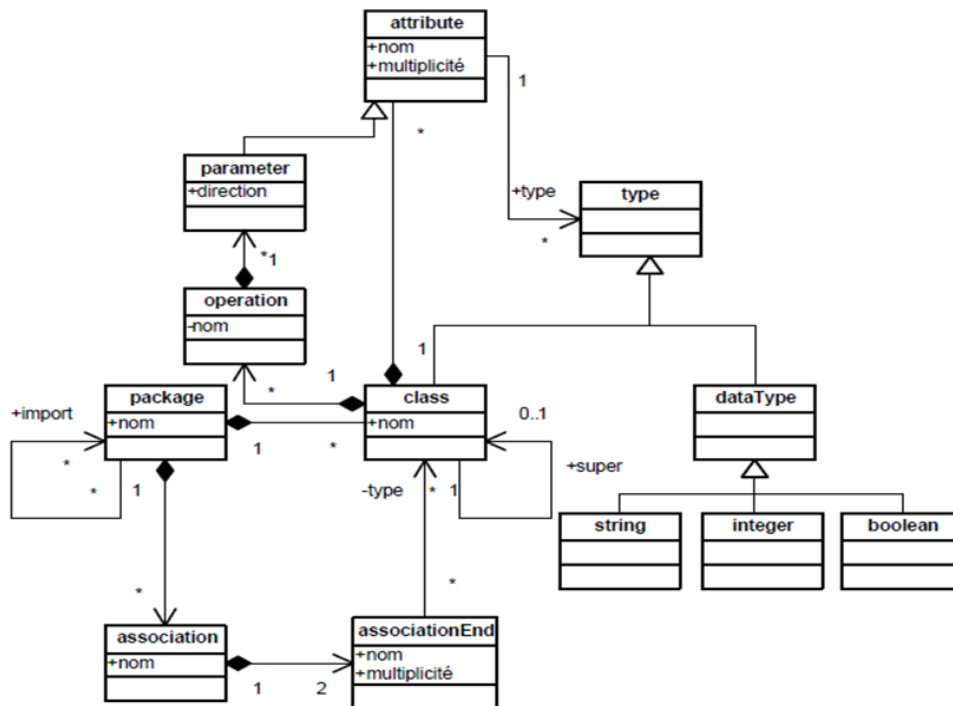 attribute
+nom
+multiplicité
1
*
parameter
+direction
+type
type
*
*
1
operation
-nom
1
1
*
package
+nom
class
+nom
dataType
0..1
+import
1
*
*
*
1
-type
*
1
+super
string
integer
boolean
*
*
association
+nom
associationEnd
+nom
+multiplicité
1
2